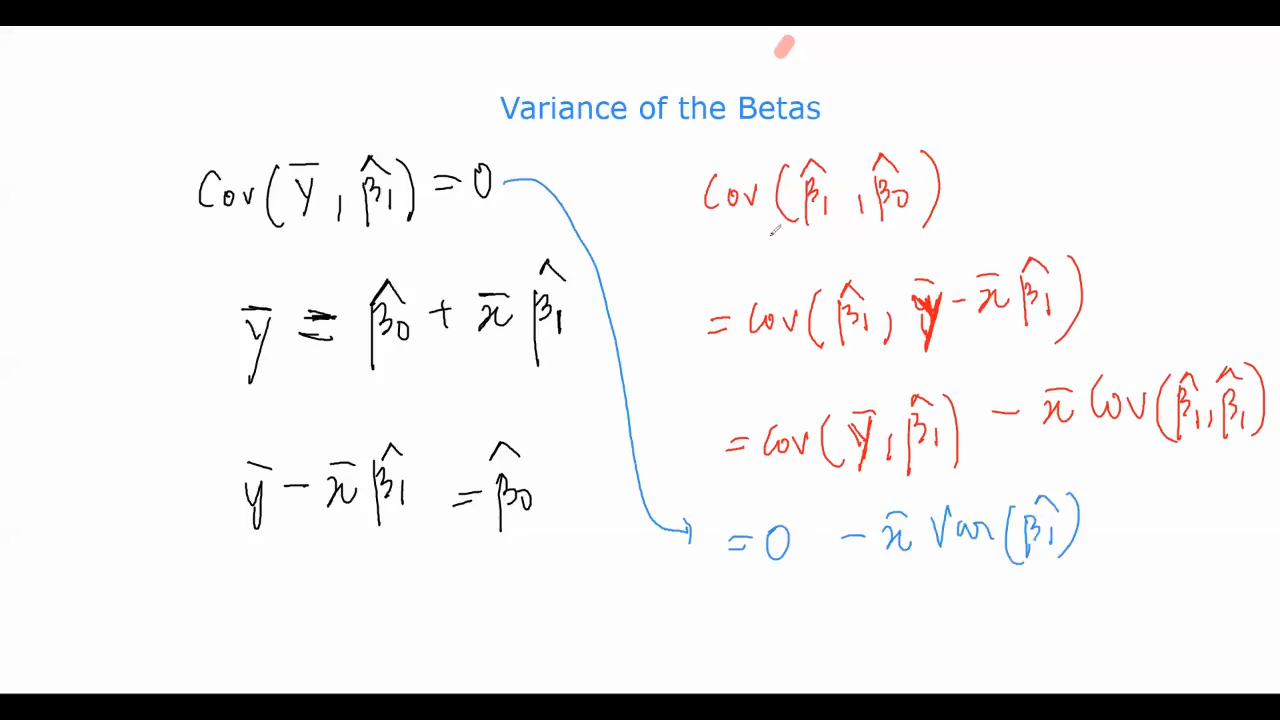 Variance of the Betas
Cov(y̅, β̂₁) = 0
y̅ = β̂₀ + x̅ β̂₁
y̅ − x̅ β̂₁ = β̂₀
Cov(β̂₁, β̂₀)
= Cov(β̂₁, y̅ − x̅ β̂₁)
= Cov(y̅, β̂₁) − x̅ Cov(β̂₁, β̂₁)
= 0 − x̅ Var(β̂₁)